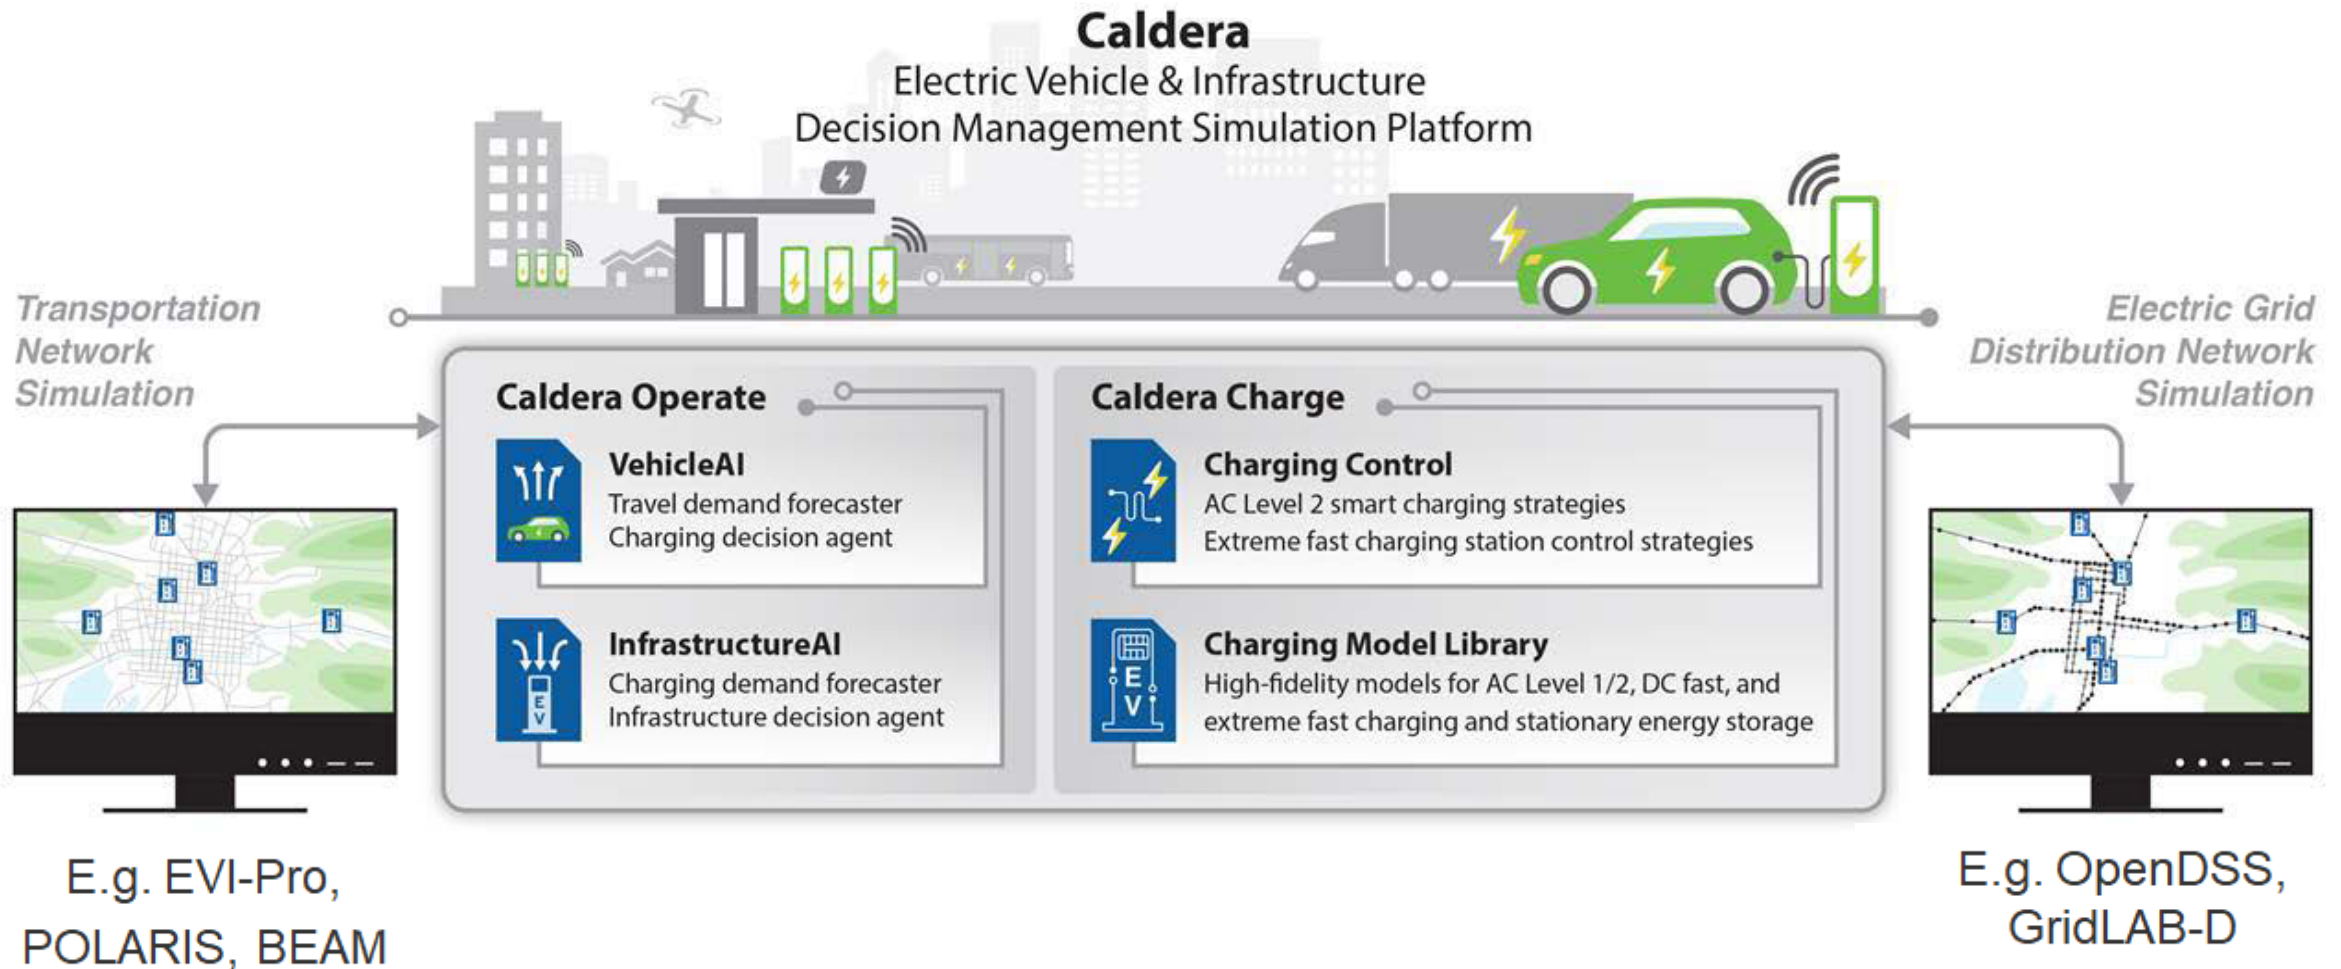 Caldera
Electric Vehicle & Infrastructure
Decision Management Simulation Platform
Transportation
Network
Simulation
Electric Grid
Distribution Network
Simulation
Caldera Operate
VehicleAI
Travel demand forecaster
Charging decision agent
InfrastructureAI
Charging demand forecaster
Infrastructure decision agent
E
V
Caldera Charge
Charging Control
AC Level 2 smart charging strategies
Extreme fast charging station control strategies
Charging Model Library
High-fidelity models for AC Level 1/2, DC fast, and
extreme fast charging and stationary energy storage
E
V
E.g. EVI-Pro,
POLARIS, BEAM
E.g. OpenDSS,
GridLAB-D